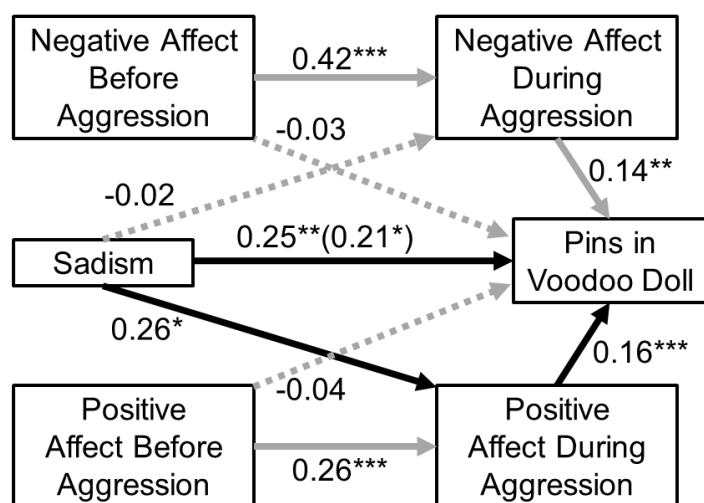 Negative Affect
Before
Aggression
0.42***
Negative Affect
During
Aggression
-0.03
-0.02
0.14**
Sadism
0.25**(0.21*)
Pins in
Voodoo Doll
0.26*
-0.04
0.16***
Positive
Affect Before
Aggression
0.26***
Positive
Affect During
Aggression